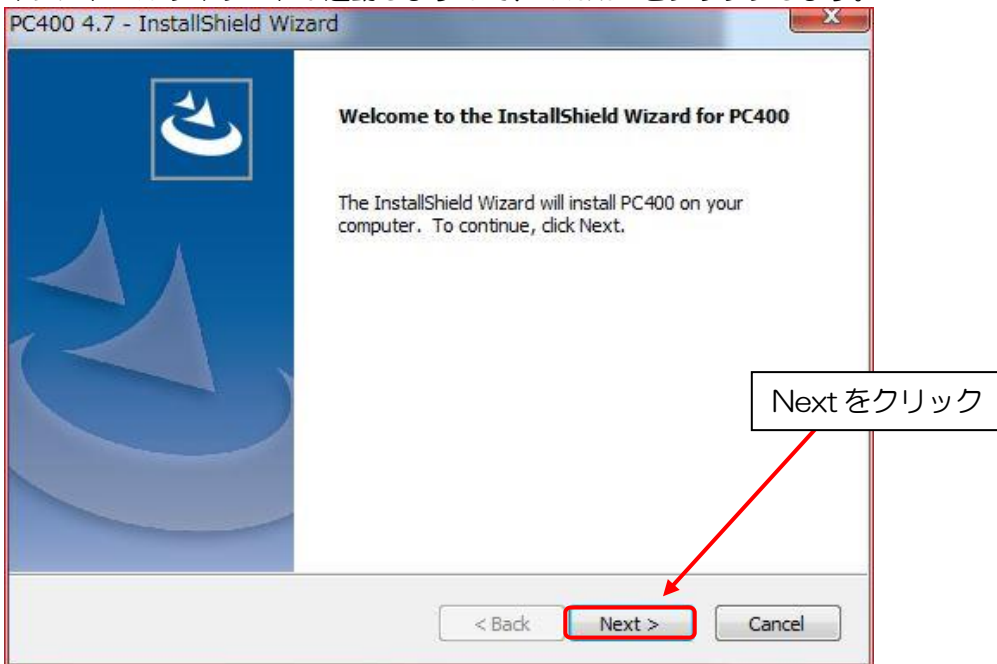 PC400 4.7 - InstallShield Wizard
Welcome to the InstallShield Wizard for PC400
The InstallShield Wizard will install PC400 on your
computer. To continue, click Next.
Next をクリック
< Back
Next >
Cancel